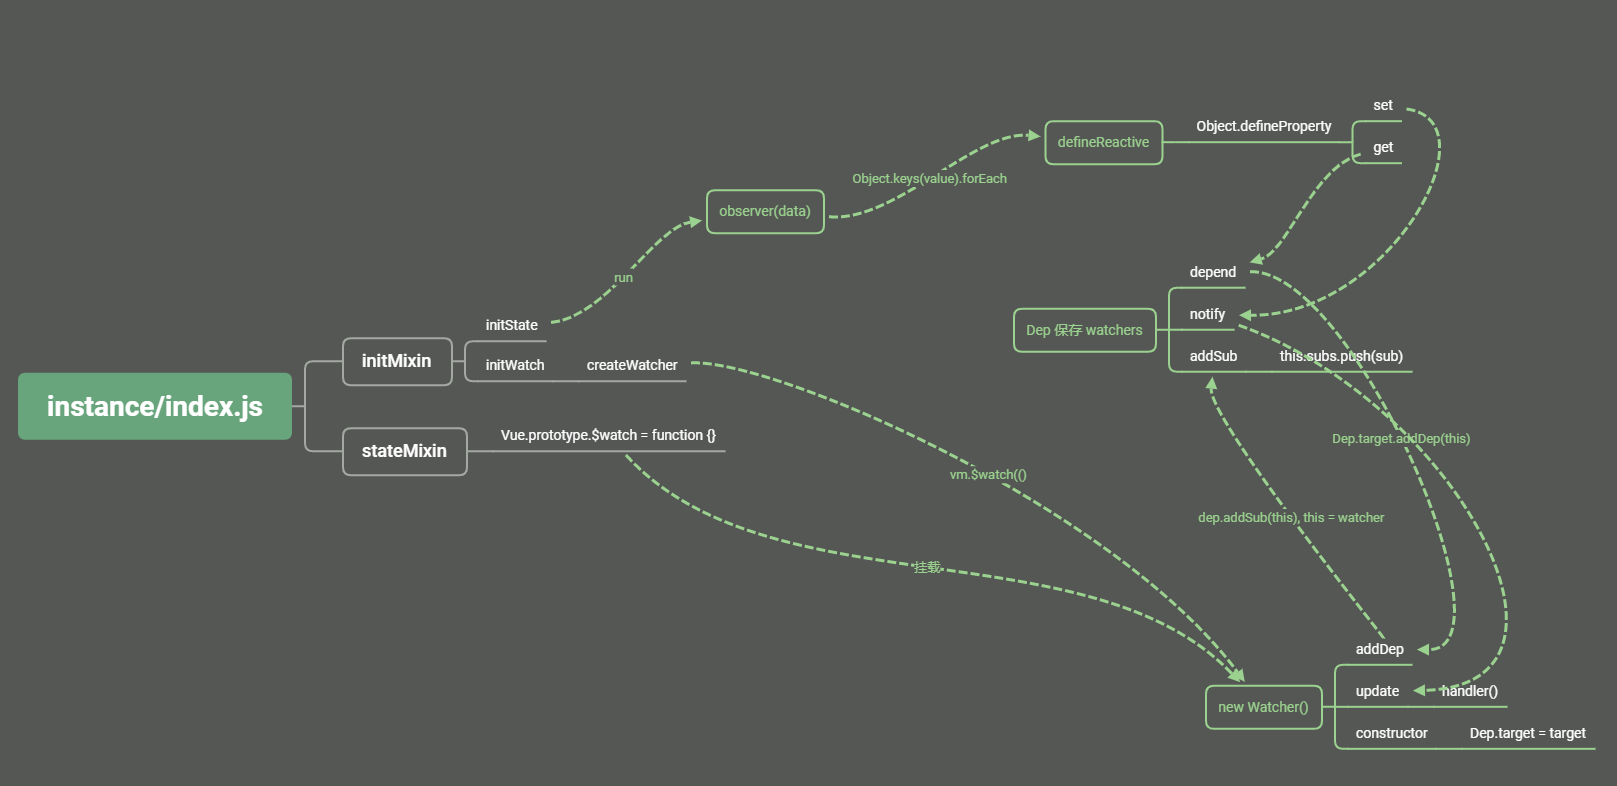 instance/index.js
initMixin
initState
initWatch
createWatcher
stateMixin
Vue.prototype.$watch = function {}
run
observer(data)
Object.keys(value).forEach
defineReactive
Object.defineProperty
set
get
Dep 保存 watchers
depend
notify
addSub
this.subs.push(sub)
Dep.target.addDep(this)
vm.$watch(()
dep.addSub(this), this = watcher
挂载
new Watcher()
addDep
update
handler()
constructor
Dep.target = target